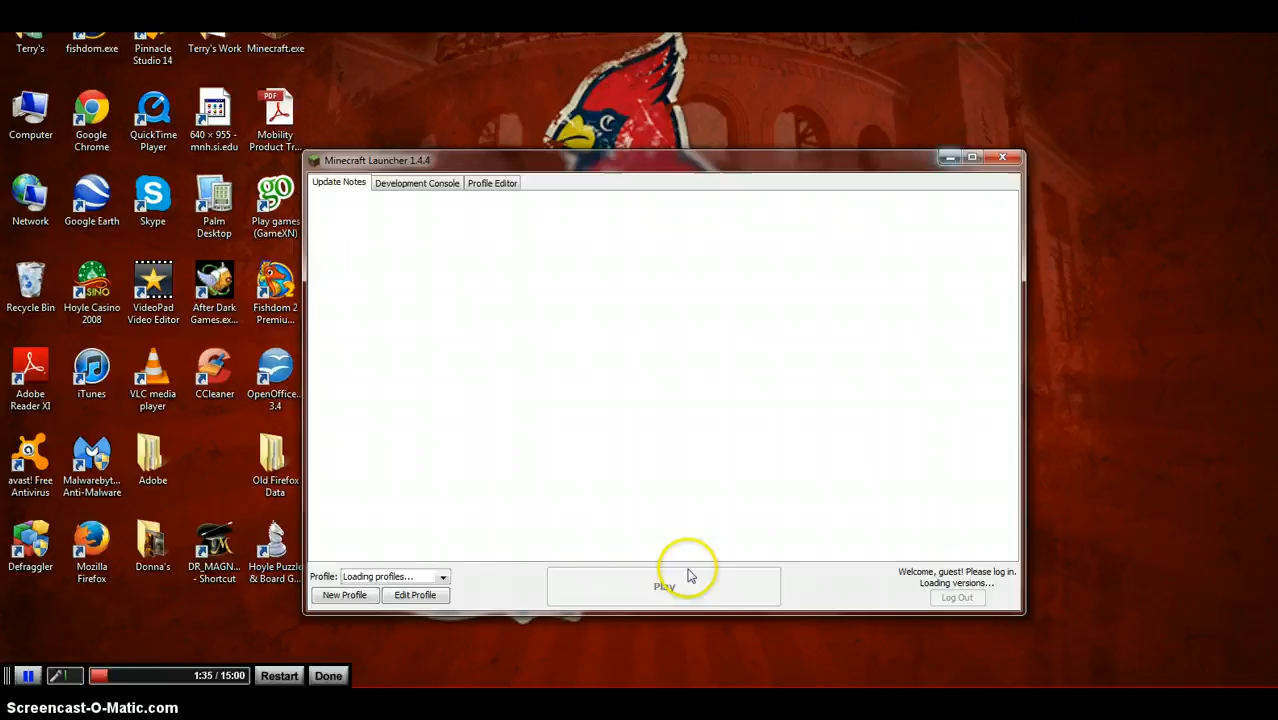 Terry's
fishdom.exe
Pinnacle
Studio 14
Terry's Work
Minecraft.exe
Computer
Google
Chrome
QuickTime
Player
640 × 955 -
mnh.si.edu
PDF
Mobility
Product Tr...
Network
Google Earth
Skype
Palm
Desktop
go
Play games
(GameXN)
Recycle Bin
SINO
Hoyle Casino
2008
VideoPad
Video Editor
After Dark
Games.ex...
Fishdom 2
Premiu...
Adobe
Reader XI
iTunes
VLC media
player
CCleaner
OpenOffice...
3.4
avast! Free
Antivirus
Malwarebyt...
Anti-Malware
Adobe
Old Firefox
Data
Defraggler
Mozilla
Firefox
Donna's
DR_MAGN...
- Shortcut
Hoyle Puzzle
& Board G...
Minecraft Launcher 1.4.4
Update Notes
Development Console
Profile Editor
Profile:
Loading profiles...
New Profile
Edit Profile
Play
Welcome, guest! Please log in.
Loading versions...
Log Out
1:35 / 15:00
Restart
Done
Screencast-O-Matic.com